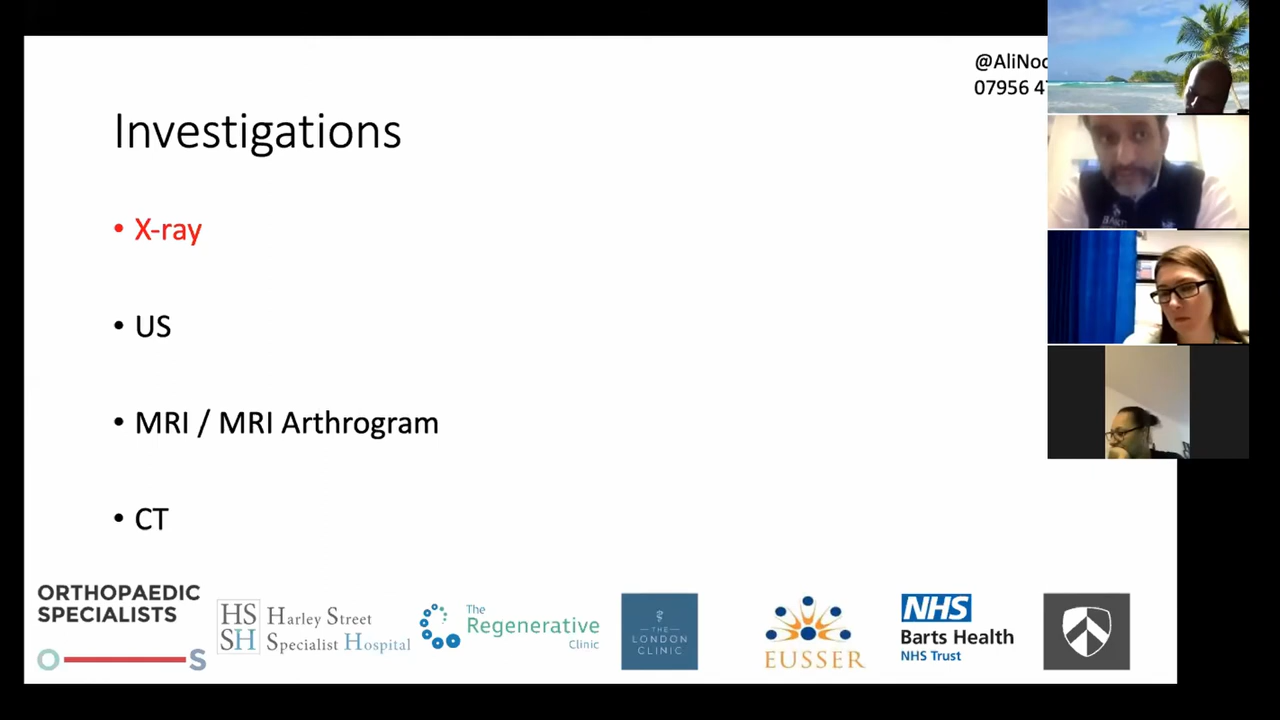 @AliNoo
07956 47
Investigations
• X-ray
• US
• MRI / MRI Arthrogram
• CT
ORTHOPAEDIC
SPECIALISTS
O S
HS
SH
Harley Street
Specialist Hospital
The
Regenerative
Clinic
THE
LONDON
CLINIC
EUSSER
NHS
Barts Health
NHS Trust